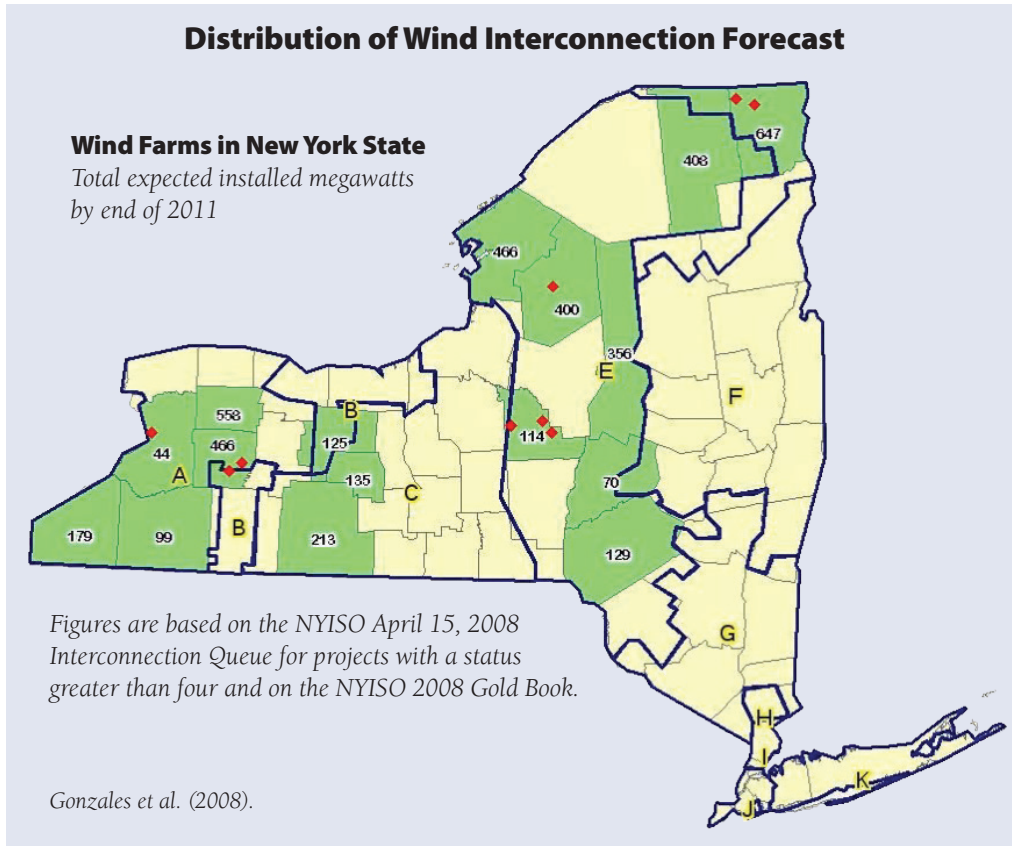 Distribution of Wind Interconnection Forecast
Wind Farms in New York State
Total expected installed megawatts
by end of 2011
647
408
466
400
356
E
F
B
558
125
114
44
466
A
135
70
C
B
179
99
213
129
Figures are based on the NYISO April 15, 2008
Interconnection Queue for projects with a status
greater than four and on the NYISO 2008 Gold Book.
G
H
I
K
J
Gonzales et al. (2008).